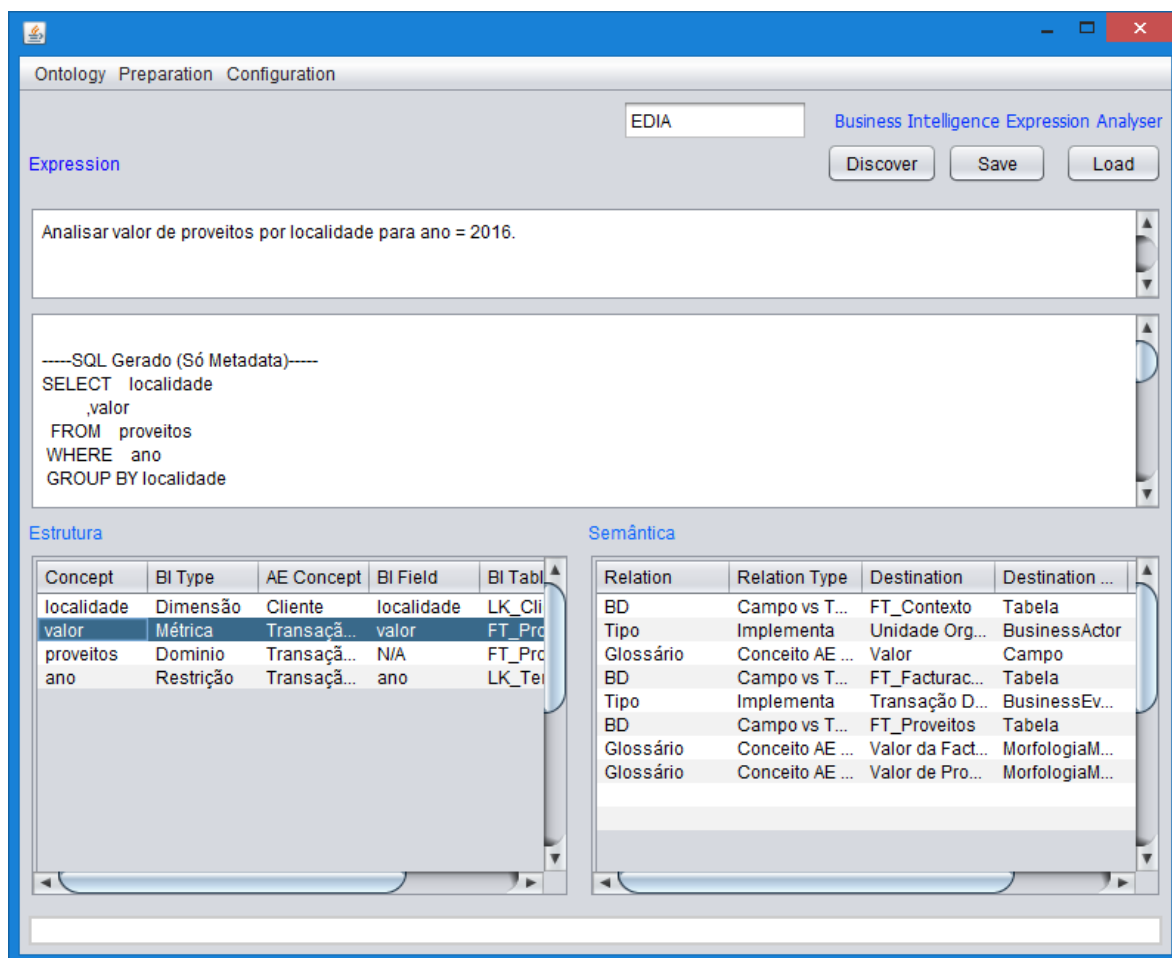 Ontology Preparation Configuration
EDIA Business Intelligence Expression Analyser
Expression Discover Save Load
Analisar valor de proveitos por localidade para ano = 2016.
-----SQL Gerado (Só Metadata)-----
SELECT localidade
,valor
FROM proveitos
WHERE ano
GROUP BY localidade
Estrutura
Concept BI Type AE Concept BI Field BI Tabl
localidade Dimensão Cliente localidade LK_Cli
valor Métrica Transaçã... valor FT_Pro
proveitos Dominio Transaçã... N/A FT_Pro
ano Restrição Transaçã... ano LK_Te
Semântica
Relation Relation Type Destination Destination ...
BD Campo vs T... FT_Contexto Tabela
Tipo Implementa Unidade Org... BusinessActor
Glossário Conceito AE ... Valor Campo
BD Campo vs T... FT_Facturac... Tabela
Tipo Implementa Transação D... BusinessEv...
BD Campo vs T... FT_Proveitos Tabela
Glossário Conceito AE ... Valor da Fact... MorfologiaM...
Glossário Conceito AE ... Valor de Pro... MorfologiaM...